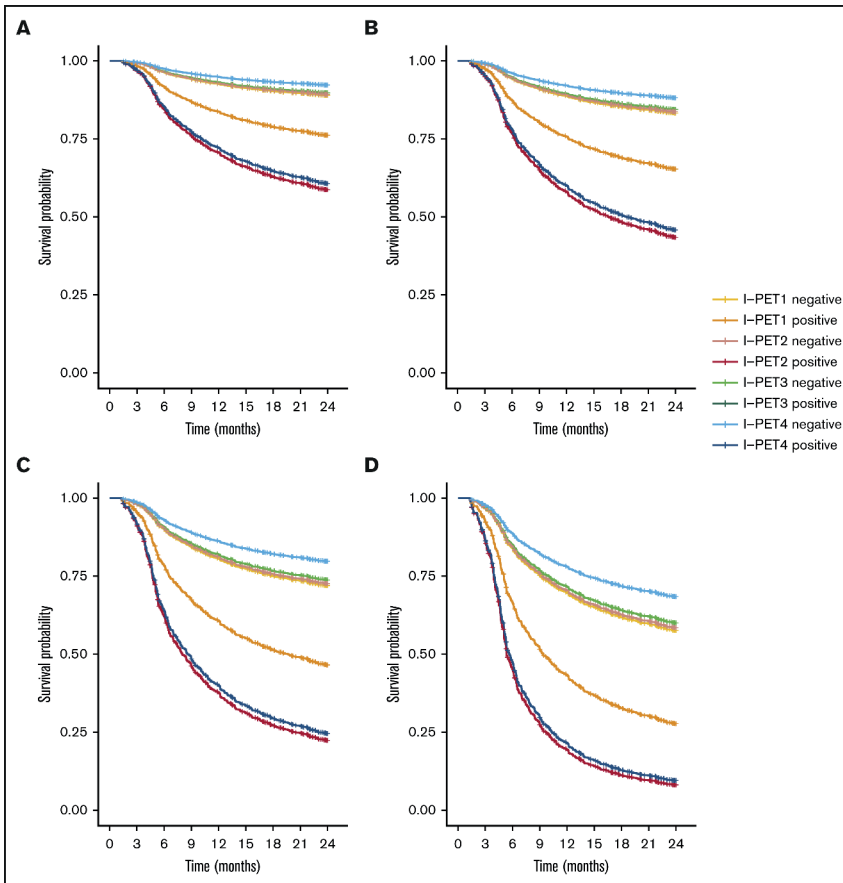 A
1.00
0.75
0.50
0.25
0.00
Survival probability
0 3 6 9 12 15 18 21 24
Time (months)
B
1.00
0.75
0.50
0.25
0.00
Survival probability
0 3 6 9 12 15 18 21 24
Time (months)
I–PET1 negative
I–PET1 positive
I–PET2 negative
I–PET2 positive
I–PET3 negative
I–PET3 positive
I–PET4 negative
I–PET4 positive
C
1.00
0.75
0.50
0.25
0.00
Survival probability
0 3 6 9 12 15 18 21 24
Time (months)
D
1.00
0.75
0.50
0.25
0.00
Survival probability
0 3 6 9 12 15 18 21 24
Time (months)